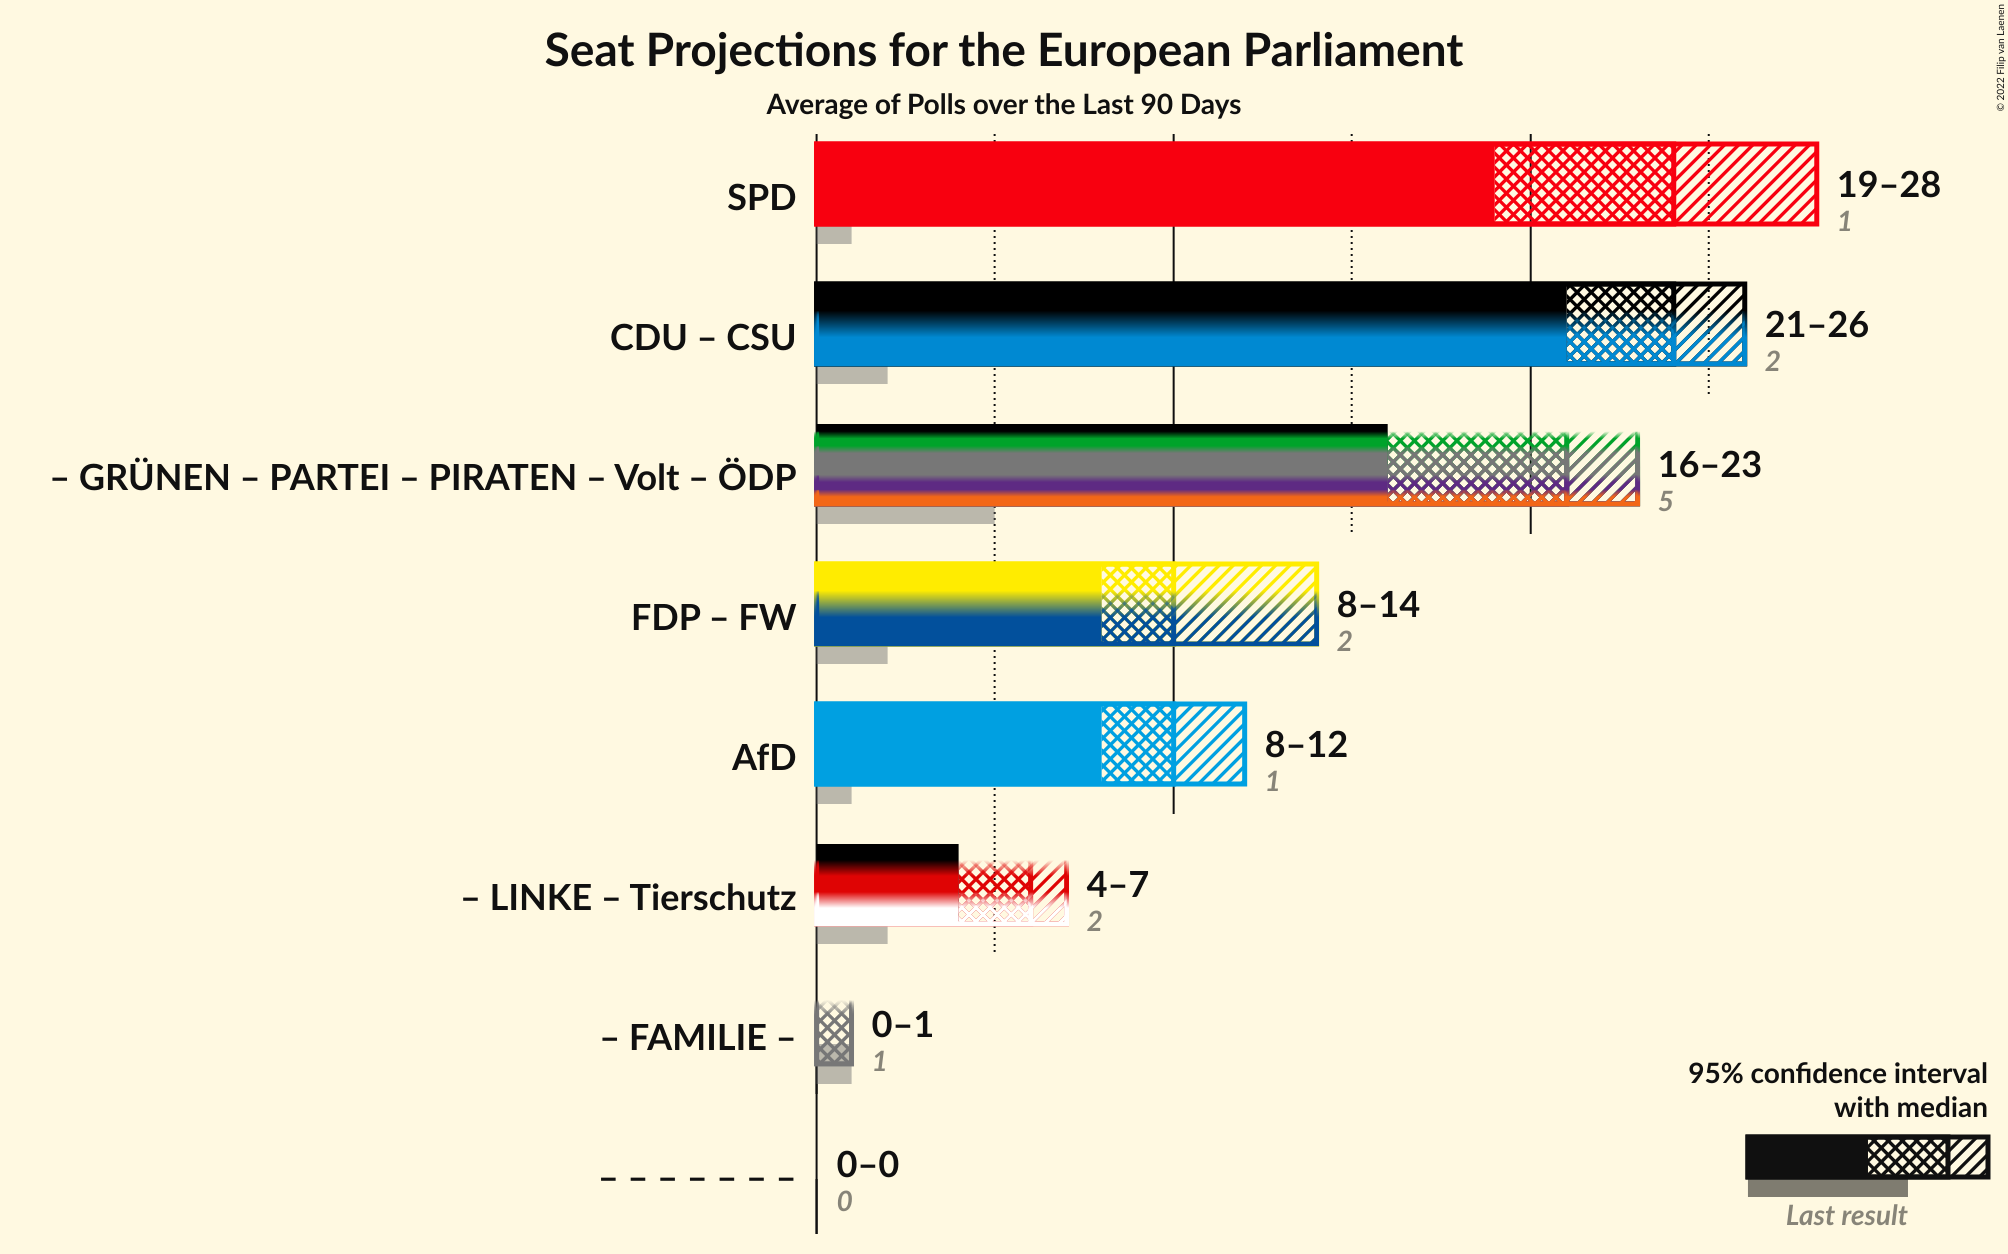 Seat Projections for the European Parliament
Average of Polls over the Last 90 Days
© 2022 Filip van Laenen
SPD
19–28
1
CDU – CSU
21–26
2
– GRÜNEN – PARTEI – PIRATEN – Volt – ÖDP
16–23
5
FDP – FW
8–14
2
AfD
8–12
1
– LINKE – Tierschutz
4–7
2
– FAMILIE –
0–1
1
– – – – – – –
0–0
0
95% confidence interval
with median
Last result